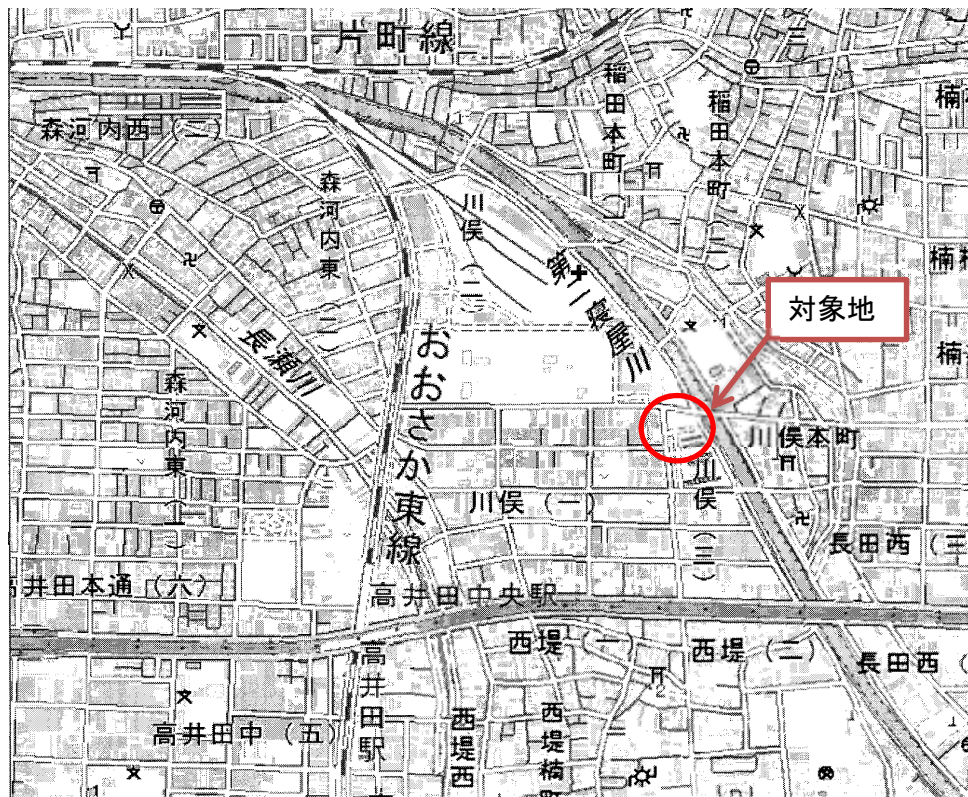 片町線
森河内西（二）
稲田本町（一）
稲田本町（二）
三
楠
森河内東（二）
川俣（二）
第二寝屋川
楠
対象地
長瀬川
おおさか東線
楠
森河内東（一）
川俣本町
川俣（一）
川俣（三）
長田西（三
高井田本通（六）
高井田中央駅
西堤（一）
西堤（二）
長田西（
高井田駅
高井田中（五）
西堤西
西堤楠町